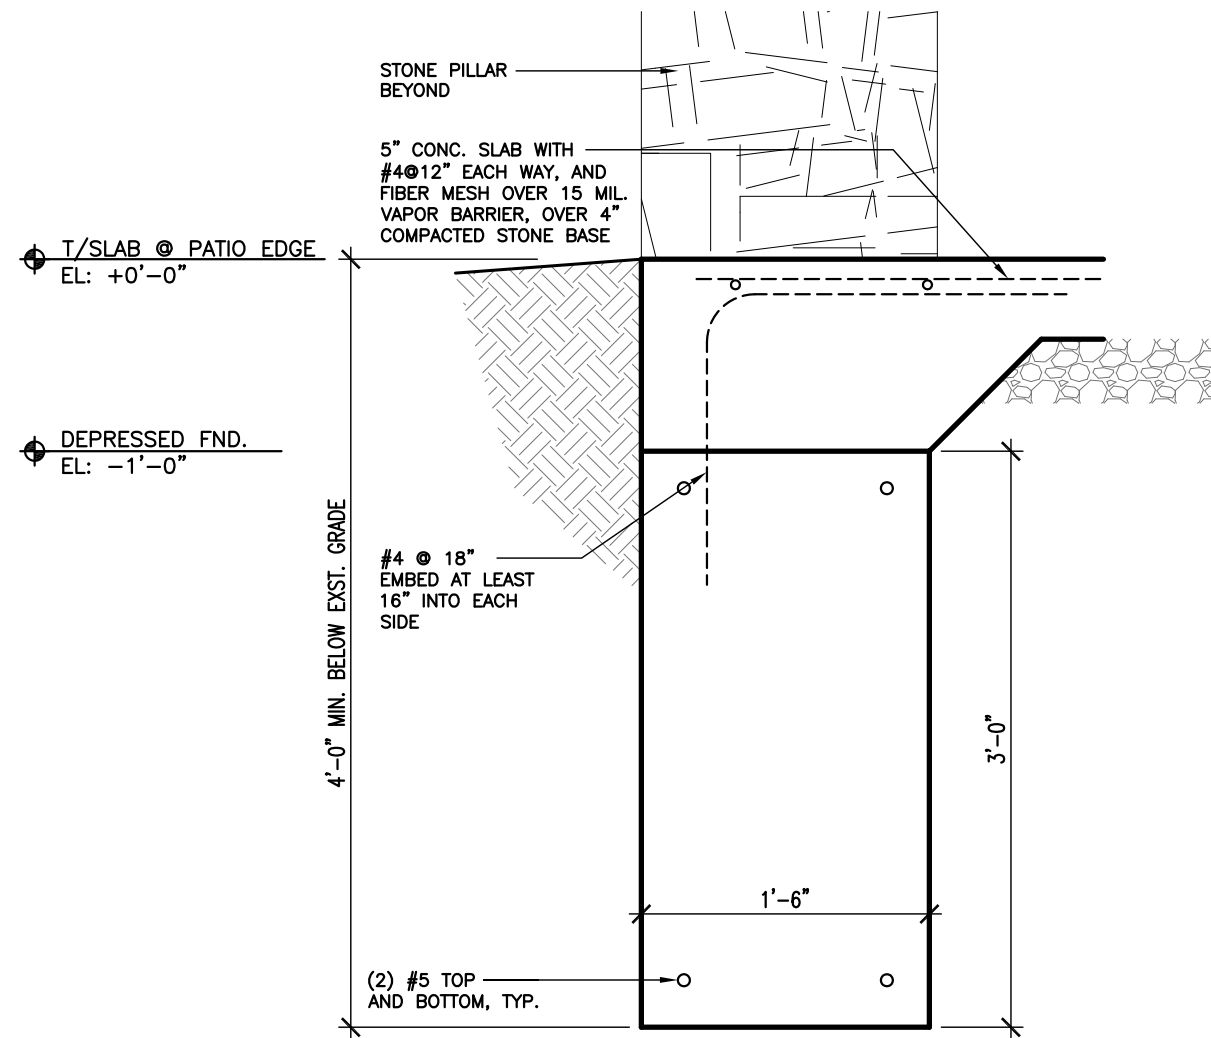 STONE PILLAR
BEYOND
5" CONC. SLAB WITH
#4@12" EACH WAY, AND
FIBER MESH OVER 15 MIL.
VAPOR BARRIER, OVER 4"
COMPACTED STONE BASE
T/SLAB @ PATIO EDGE
EL: +0'-0"
DEPRESSED FND.
EL: -1'-0"
4'-0" MIN. BELOW EXST. GRADE
#4 @ 18"
EMBED AT LEAST
16" INTO EACH
SIDE
3'-0"
1'-6"
(2) #5 TOP
AND BOTTOM, TYP.